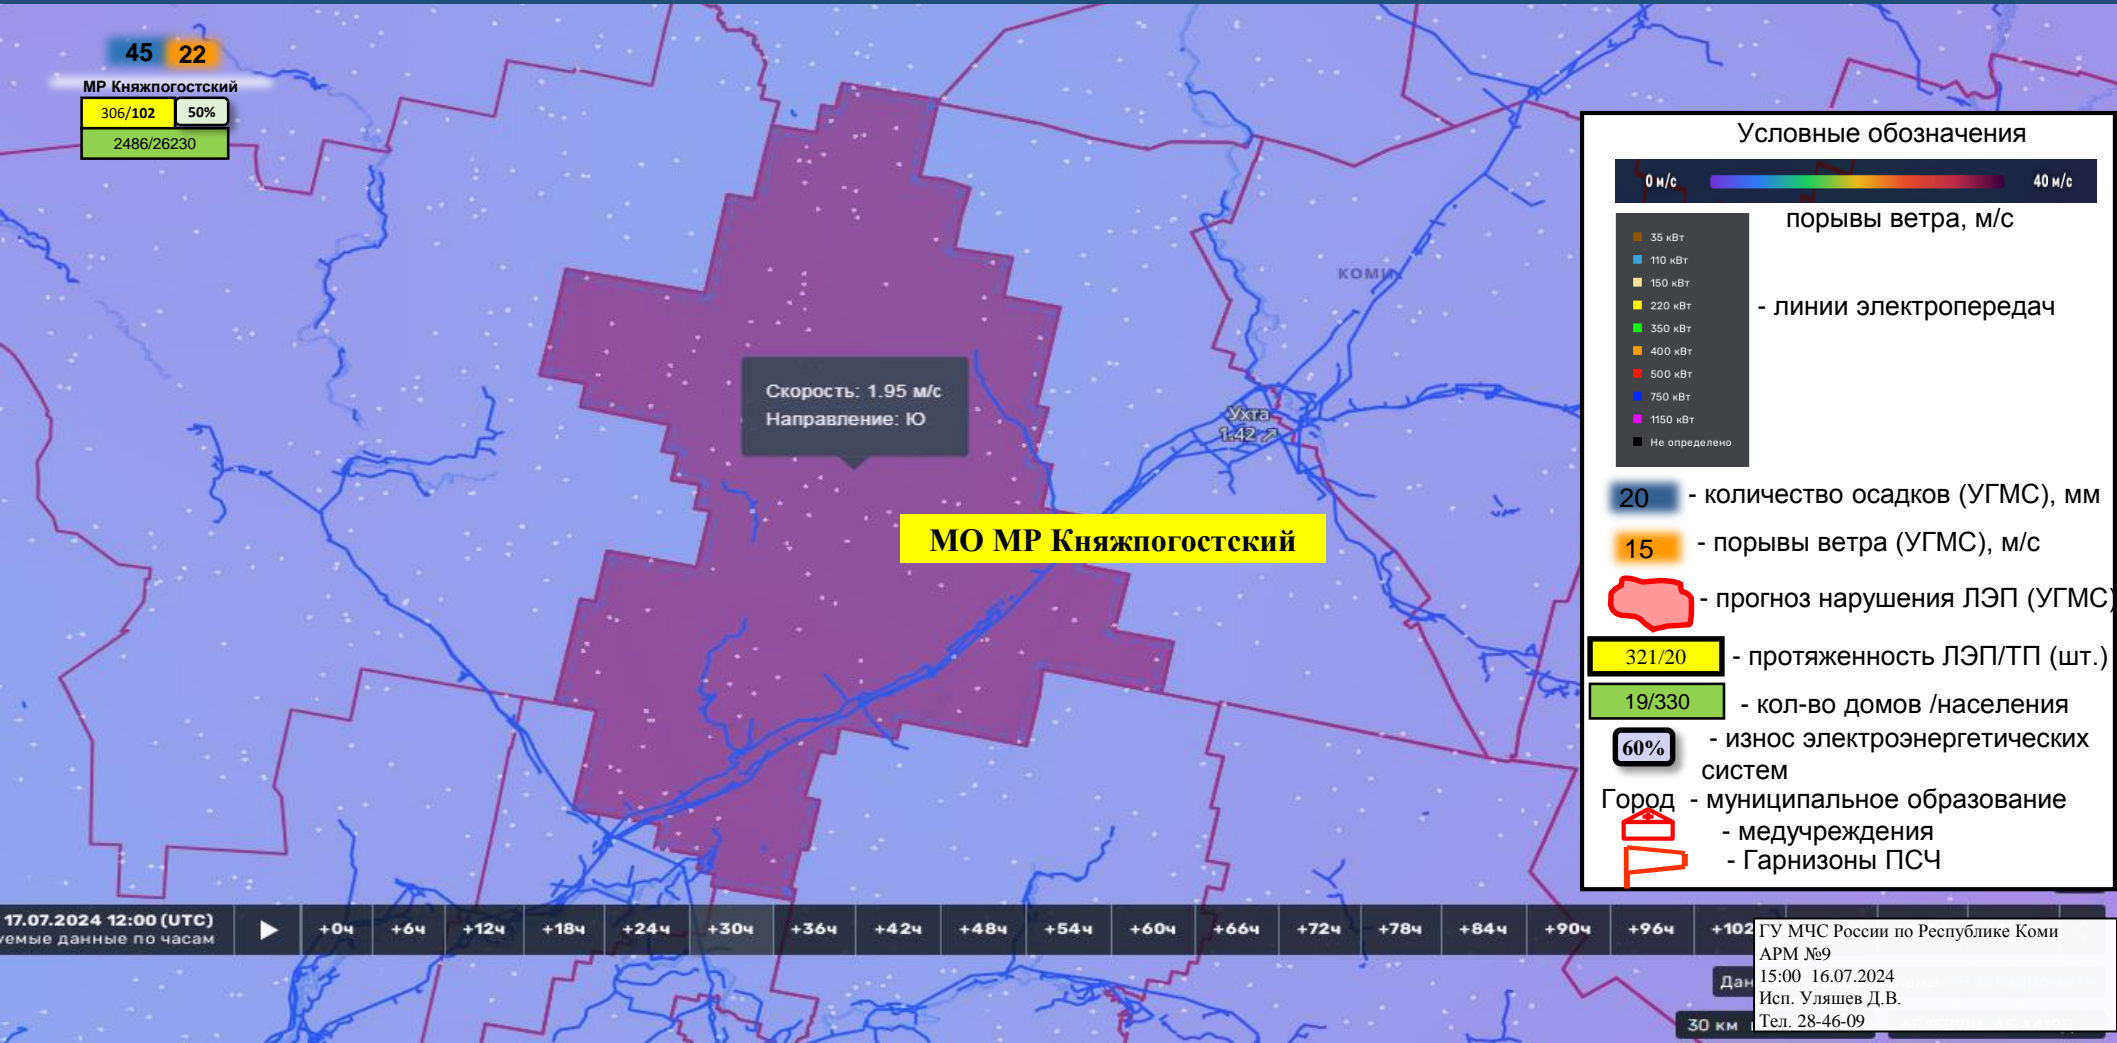 45 22
МР Княжпогостский
306/102 50%
2486/26230
КОМИ
Скорость: 1.95 м/с
Направление: Ю
Ухта
1.42
МО МР Княжпогостский
Условные обозначения
0 м/с 40 м/с
порывы ветра, м/с
35 кВт
110 кВт
150 кВт
220 кВт
350 кВт
400 кВт
500 кВт
750 кВт
1150 кВт
Не определено
- линии электропередач
20 - количество осадков (УГМС), мм
15 - порывы ветра (УГМС), м/с
- прогноз нарушения ЛЭП (УГМС)
321/20 - протяженность ЛЭП/ТП (шт.)
19/330 - кол-во домов /населения
60% - износ электроэнергетических
систем
Город - муниципальное образование
- медучреждения
- Гарнизоны ПСЧ
17.07.2024 12:00 (UTC)
данные по часам
+0ч +6ч +12ч +18ч +24ч +30ч +36ч +42ч +48ч +54ч +60ч +66ч +72ч +78ч +84ч +90ч +96ч +102
ГУ МЧС России по Республике Коми
АРМ №9
15:00 16.07.2024
Исп. Уляшев Д.В.
Тел. 28-46-09
30 км